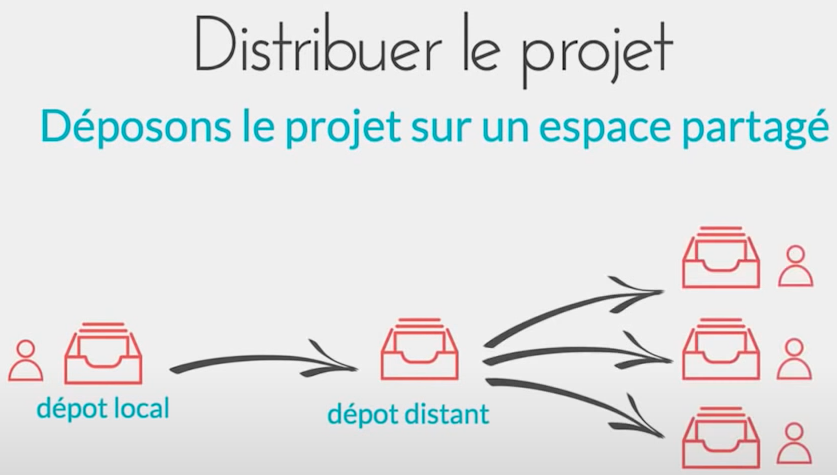 Distribuer le projet
Déposons le projet sur un espace partagé
dépot local
dépot distant